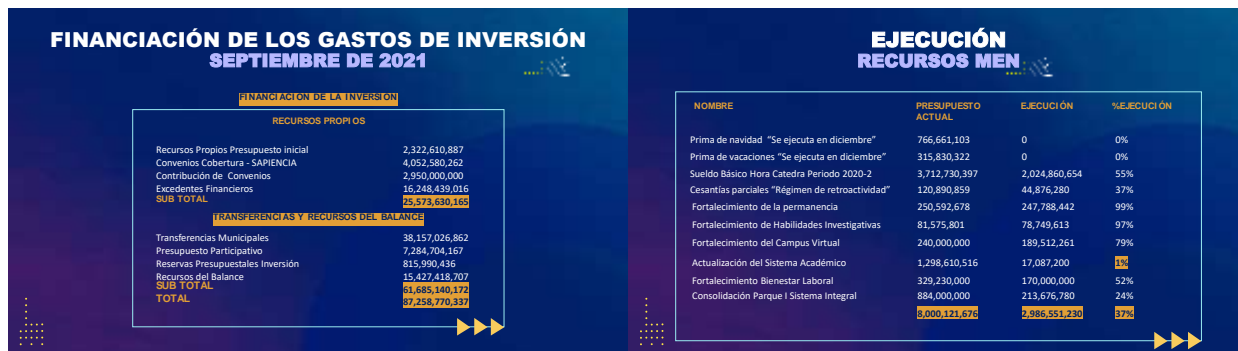 FINANCIACIÓN DE LOS GASTOS DE INVERSIÓN
SEPTIEMBRE DE 2021
FINANCIACIÓN DE LA INVERSIÓN
RECURSOS PROPIOS
Recursos Propios Presupuesto inicial 2,322,610,887
Convenios Cobertura - SAPIENCIA 4,052,580,262
Contribución de Convenios 2,950,000,000
Excedentes Financieros 16,248,439,016
SUB TOTAL 25,573,630,165
TRANSFERENCIAS Y RECURSOS DEL BALANCE
Transferencias Municipales 38,157,026,862
Presupuesto Participativo 7,284,704,167
Reservas Presupuestales Inversión 815,990,436
Recursos del Balance 15,427,418,707
SUB TOTAL 61,685,140,172
TOTAL 87,258,770,337
EJECUCIÓN
RECURSOS MEN
NOMBRE PRESUPUESTO ACTUAL EJECUCIÓN %EJECUCIÓN
Prima de navidad “Se ejecuta en diciembre” 766,661,103 0 0%
Prima de vacaciones “Se ejecuta en diciembre” 315,830,322 0 0%
Sueldo Básico Hora Catedra Periodo 2020-2 3,712,730,397 2,024,860,654 55%
Cesantías parciales “Régimen de retroactividad” 120,890,859 44,876,280 37%
Fortalecimiento de la permanencia 250,592,678 247,788,442 99%
Fortalecimiento de Habilidades Investigativas 81,575,801 78,749,613 97%
Fortalecimiento del Campus Virtual 240,000,000 189,512,261 79%
Actualización del Sistema Académico 1,298,610,516 17,087,200 1%
Fortalecimiento Bienestar Laboral 329,230,000 170,000,000 52%
Consolidación Parque I Sistema Integral 884,000,000 213,676,780 24%
8,000,121,676 2,986,551,230 37%